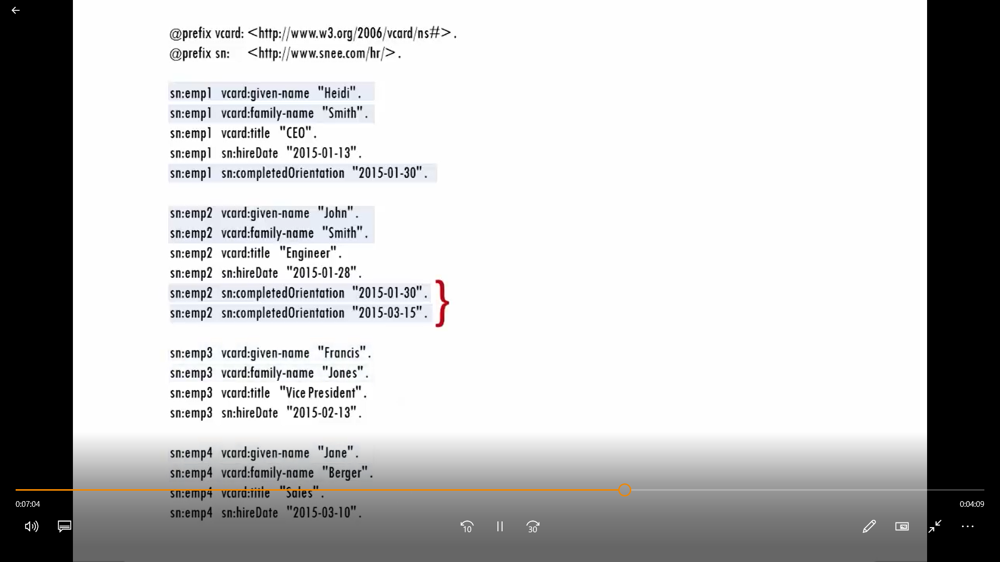 @prefix vcard: <http://www.w3.org/2006/vcard/ns#> .
@prefix sn: <http://www.snee.com/hr/> .
sn:emp1 vcard:given-name "Heidi" .
sn:emp1 vcard:family-name "Smith" .
sn:emp1 vcard:title "CEO" .
sn:emp1 sn:hireDate "2015-01-13" .
sn:emp1 sn:completedOrientation "2015-01-30" .
sn:emp2 vcard:given-name "John" .
sn:emp2 vcard:family-name "Smith" .
sn:emp2 vcard:title "Engineer" .
sn:emp2 sn:hireDate "2015-01-28" .
sn:emp2 sn:completedOrientation "2015-01-30" .
sn:emp2 sn:completedOrientation "2015-03-15" .
}
sn:emp3 vcard:given-name "Francis" .
sn:emp3 vcard:family-name "Jones" .
sn:emp3 vcard:title "Vice President" .
sn:emp3 sn:hireDate "2015-02-13" .
sn:emp4 vcard:given-name "Jane" .
sn:emp4 vcard:family-name "Berger" .
sn:emp4 vcard:title "Sales" .
0:07:04 0:04:09
sn:emp4 sn:hireDate "2015-03-10" .
10 30